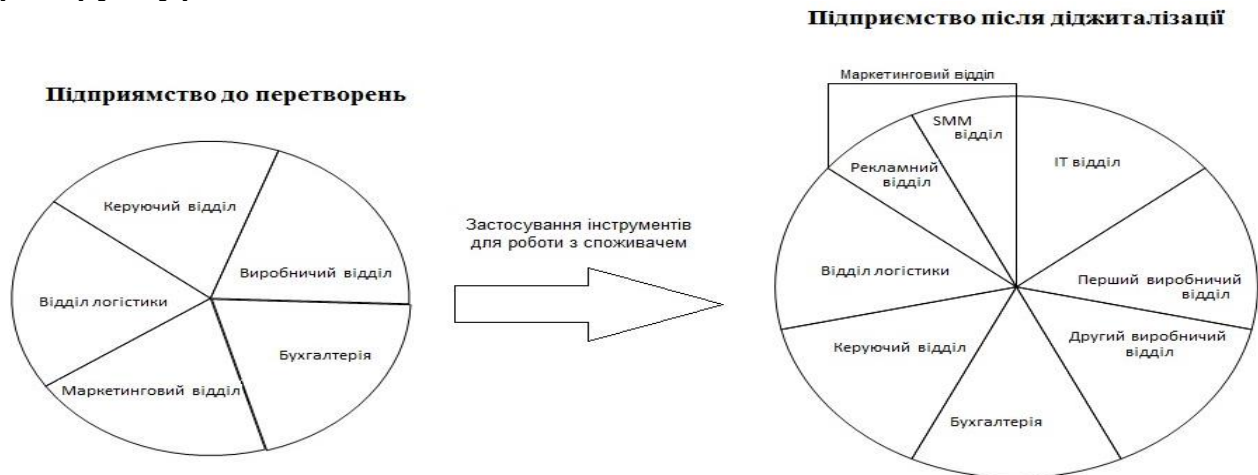 Підприємство після діджиталізації
Підприямство до перетворень
Маркетинговий відділ
SMM
відділ
ІТ відділ
Рекламний
відділ
Керуючий відділ
Застосування інструментів
для роботи з споживачем
Виробничий відділ
Відділ логістики
Відділ логістики
Перший виробничий
відділ
Бухгалтерія
Керуючий відділ
Другий виробничий
відділ
Маркетинговий відділ
Бухгалтерія